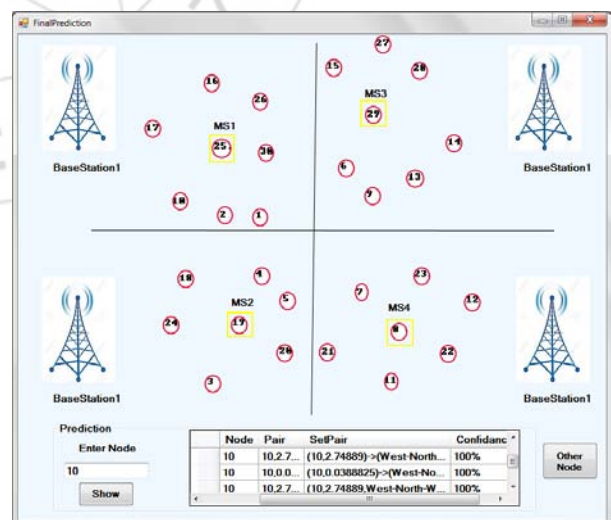 FinalPrediction
27
15
28
16
26
MS3
29
17
MS1
14
25
30
BaseStation1
BaseStation1
6
13
9
10
2
1
18
4
23
7
5
12
MS2
MS4
24
19
8
20
21
22
3
11
BaseStation1
BaseStation1
Prediction
Enter Node
10
Show
Node Pair SetPair Confidanc
10 10,2.7... (10,2.74889)->(West-North... 100%
10 10,0.0... (10,0.0388825)->(West-No... 100%
10 10,2.7... (10,2.74889,West-North-W... 100%
Other
Node